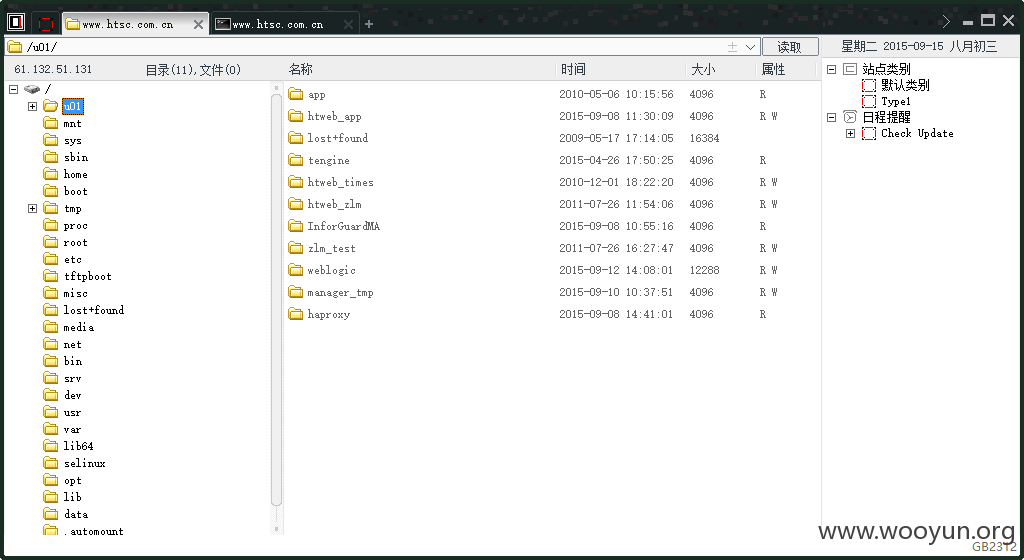 www.htsc.com.cn www.htsc.com.cn
/u01/ 读取 星期二 2015-09-15 八月初三
61.132.51.131 目录(11),文件(0) 名称 时间 大小 属性
/
u01
mnt
sys
sbin
home
boot
tmp
proc
root
etc
tftpboot
misc
lost+found
media
net
bin
srv
dev
usr
var
lib64
selinux
opt
lib
data
.automount
app 2010-05-06 10:15:56 4096 R
htweb_app 2015-09-08 11:30:09 4096 R W
lost+found 2009-05-17 17:14:05 16384
tengine 2015-04-26 17:50:25 4096 R
htweb_times 2010-12-01 18:22:20 4096 R W
htweb_zlm 2011-07-26 11:54:06 4096 R W
InforGuardMA 2015-09-08 10:55:16 4096 R
zlm_test 2011-07-26 16:27:47 4096 R W
weblogic 2015-09-12 14:08:01 12288 R W
manager_tmp 2015-09-10 10:37:51 4096 R W
haproxy 2015-09-08 14:41:01 4096 R
站点类别
默认类别
Type1
日程提醒
Check Update
www.wooyun.org
GB2312